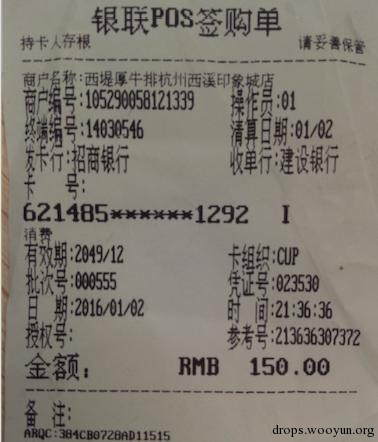 银联POS签购单
持卡人存根 请妥善保管
商户名称:西堤厚牛排杭州西溪印象城店
商户编号:105290058121339 操作员:01
终端编号:14030546 清算日期:01/02
发卡行:招商银行 收单行:建设银行
卡 号:
621485******1292 I
消费
有效期:2049/12 卡组织:CUP
批次号:000555 凭证号:023530
日 期:2016/01/02 时 间:21:36:36
授权号: 参考号:213636307372
金额: RMB 150.00
备 注:
ARQC:384CB0728AD11515
drops.wooyun.org